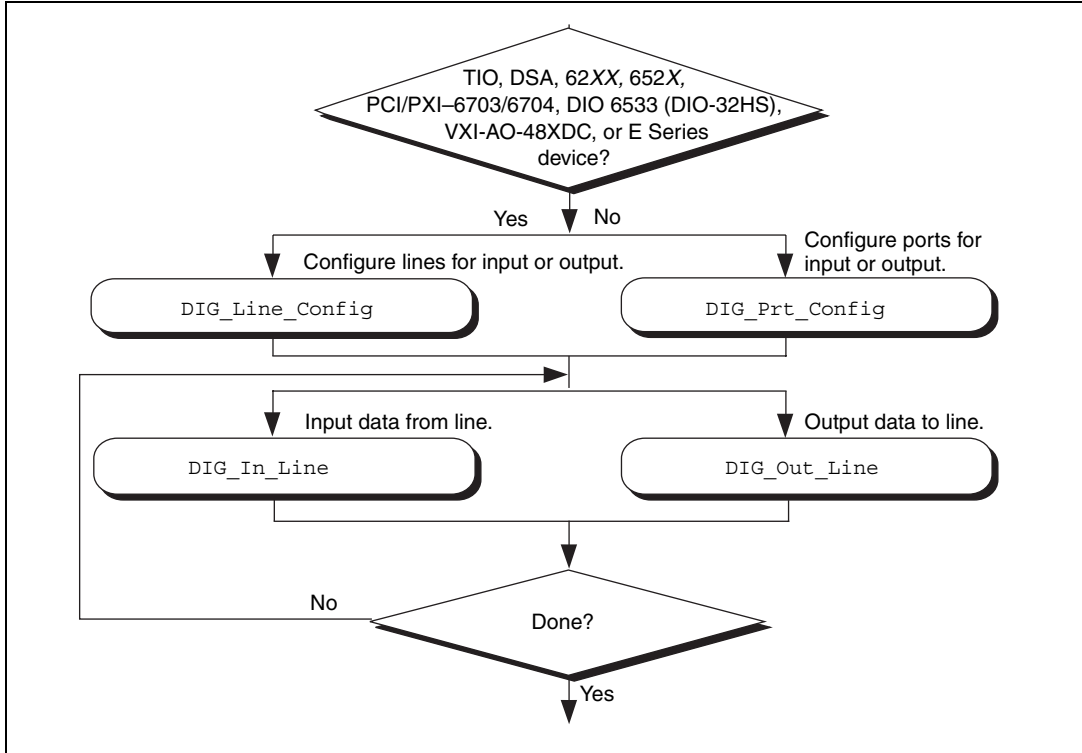 TIO, DSA, 62XX, 652X,
PCI/PXI–6703/6704, DIO 6533 (DIO-32HS),
VXI-AO-48XDC, or E Series
device?
Yes
No
Configure lines for input or output.
Configure ports for
input or output.
DIG_Line_Config
DIG_Prt_Config
Input data from line.
Output data to line.
DIG_In_Line
DIG_Out_Line
No
Done?
Yes